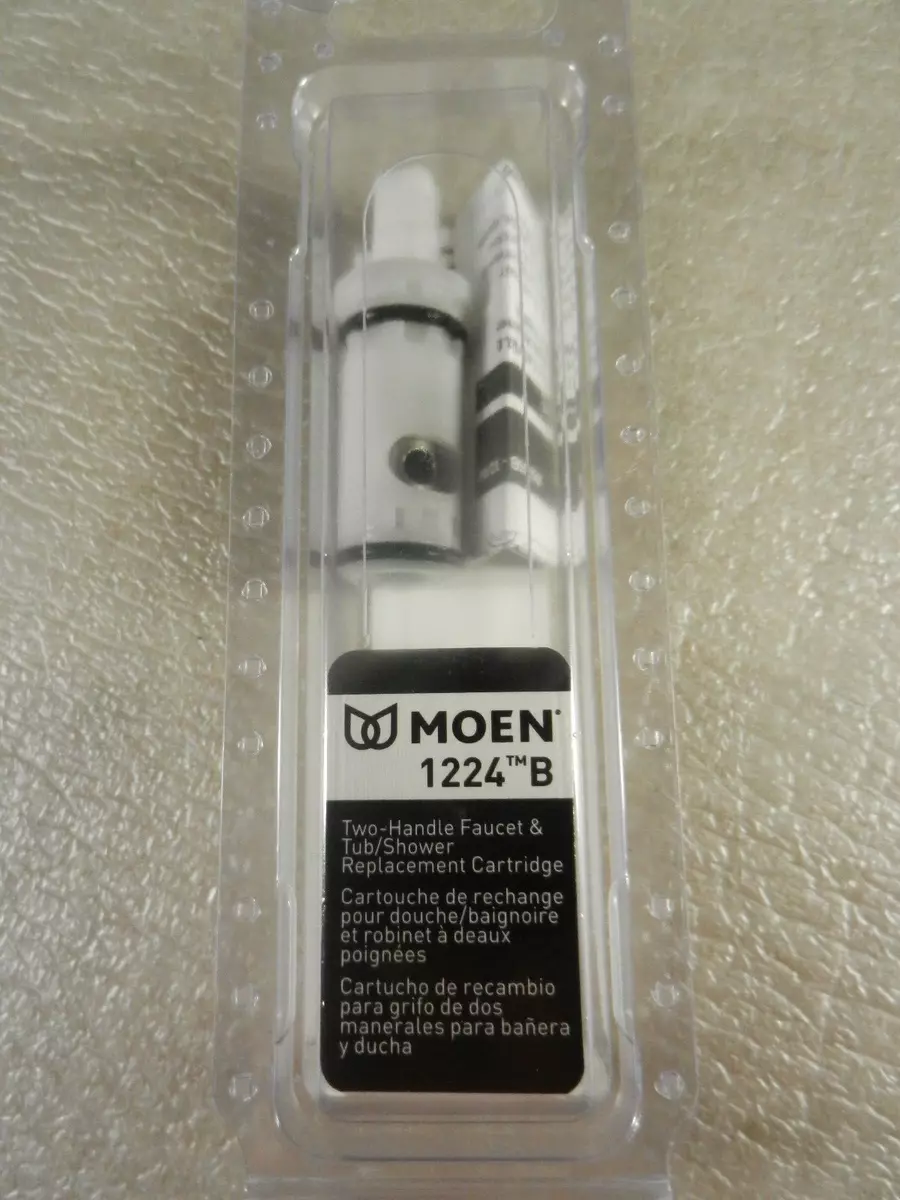 MOEN®
1224™B
Two-Handle Faucet &
Tub/Shower
Replacement Cartridge
Cartouche de rechange
pour douche/baignoire
et robinet à deaux
poignées
Cartucho de recambio
para grifo de dos
manerales para bañera
y ducha